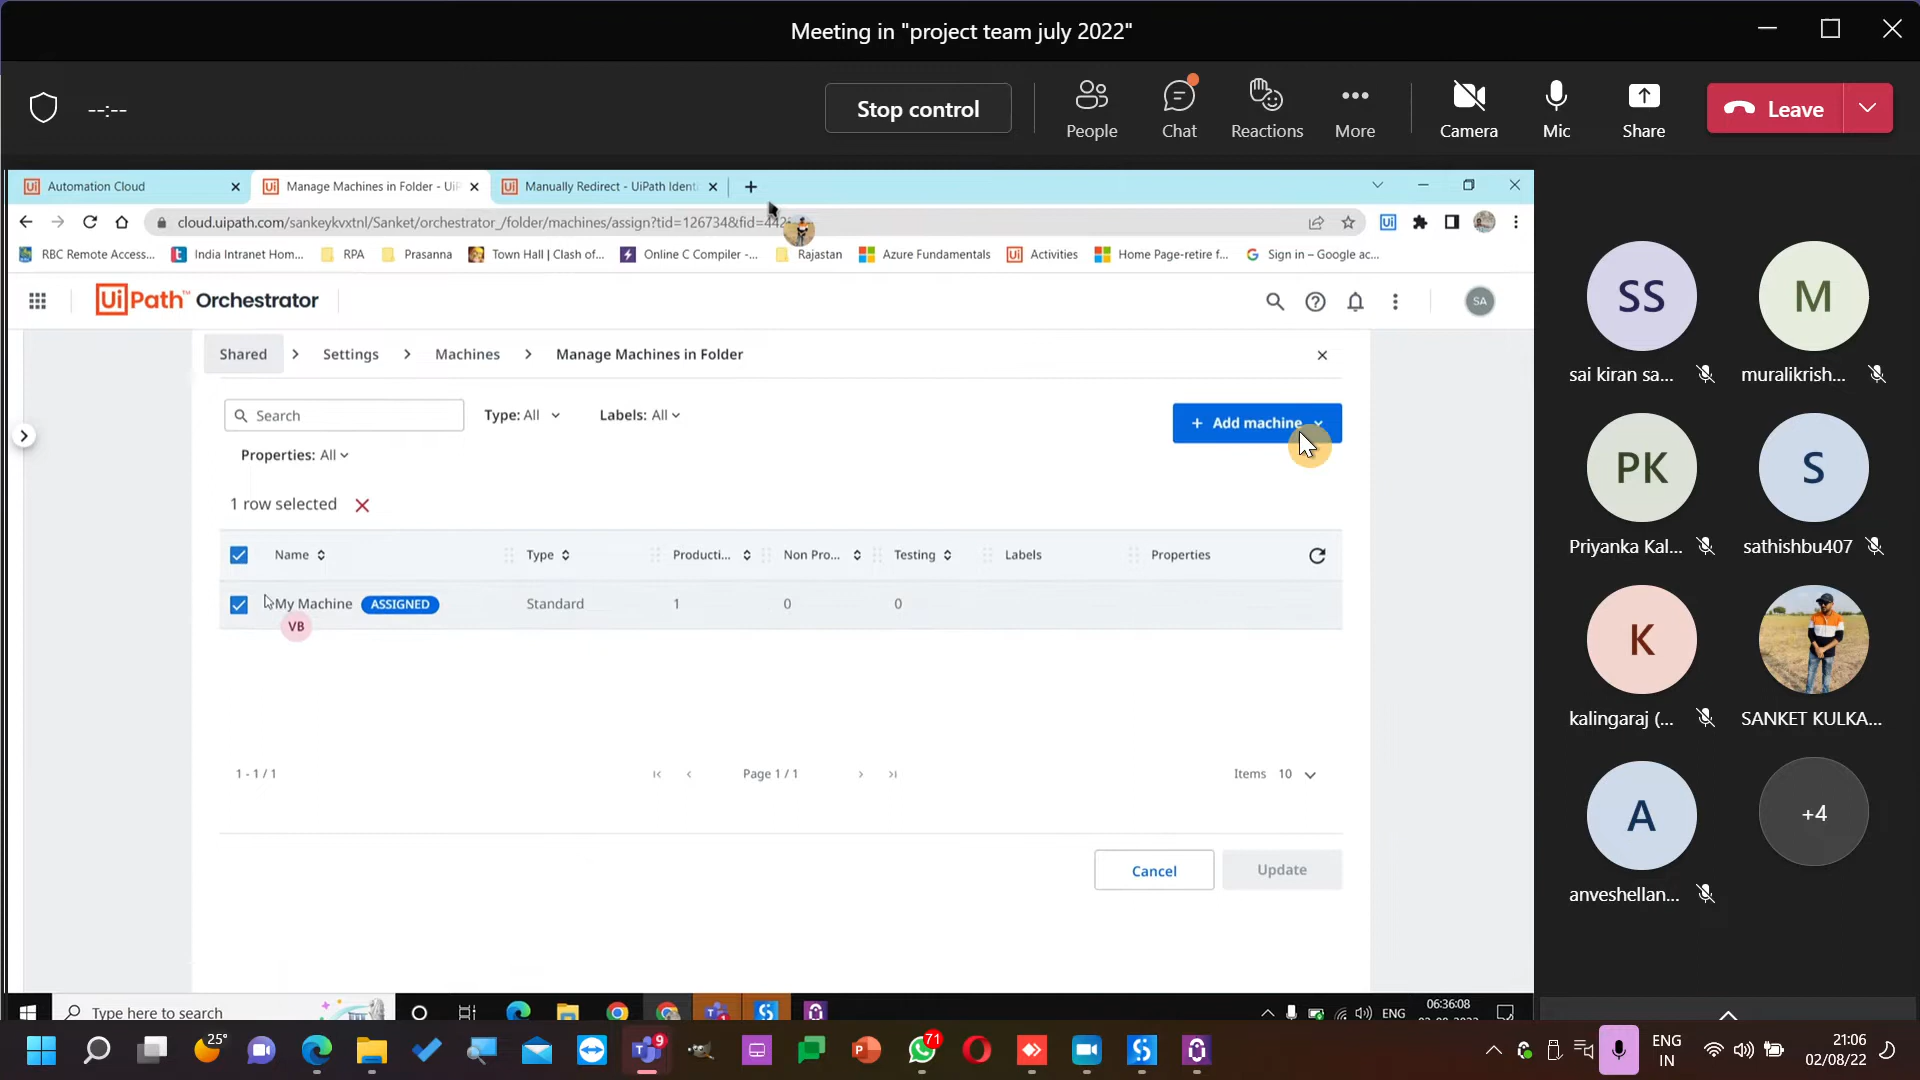 Meeting in "project team july 2022"
--:--
Stop control
People
Chat
Reactions
More
Camera
Mic
Share
Leave
Automation Cloud
Manage Machines in Folder - UiP
Manually Redirect - UiPath Ident
cloud.uipath.com/sankeykvxtnl/Sanket/orchestrator_/folder/machines/assign?tid=126734&fid=442
RBC Remote Access...
India Intranet Hom...
RPA
Prasanna
Town Hall | Clash of...
Online C Compiler -...
Rajastan
Azure Fundamentals
Activities
Home Page-retire f...
Sign in – Google ac...
UiPath™ Orchestrator
SA
Shared > Settings > Machines > Manage Machines in Folder
Search
Type: All
Labels: All
+ Add machine
Properties: All
1 row selected
Name
Type
Producti...
Non Pro...
Testing
Labels
Properties
My Machine ASSIGNED Standard 1 0 0
VB
1 - 1 / 1
Page 1 / 1
Items 10
Cancel
Update
Type here to search
ENG
06:36:08
SS
M
sai kiran sa...
muralikrish...
PK
S
Priyanka Kal...
sathishbu407
K
kalingaraj (...
SANKET KULKA...
A
+4
anveshellan...
25°
9
71
ENG
IN
21:06
02/08/22